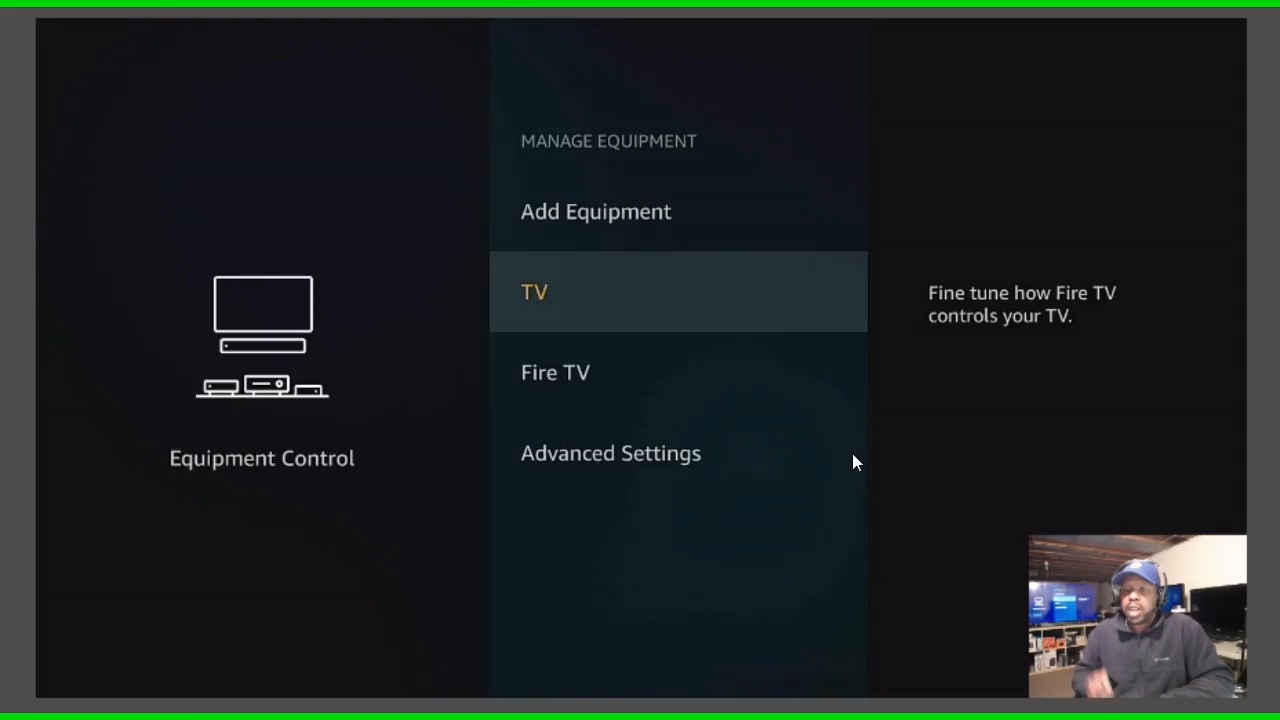 MANAGE EQUIPMENT
Add Equipment
TV
Fine tune how Fire TV
controls your TV.
Fire TV
Advanced Settings
Equipment Control